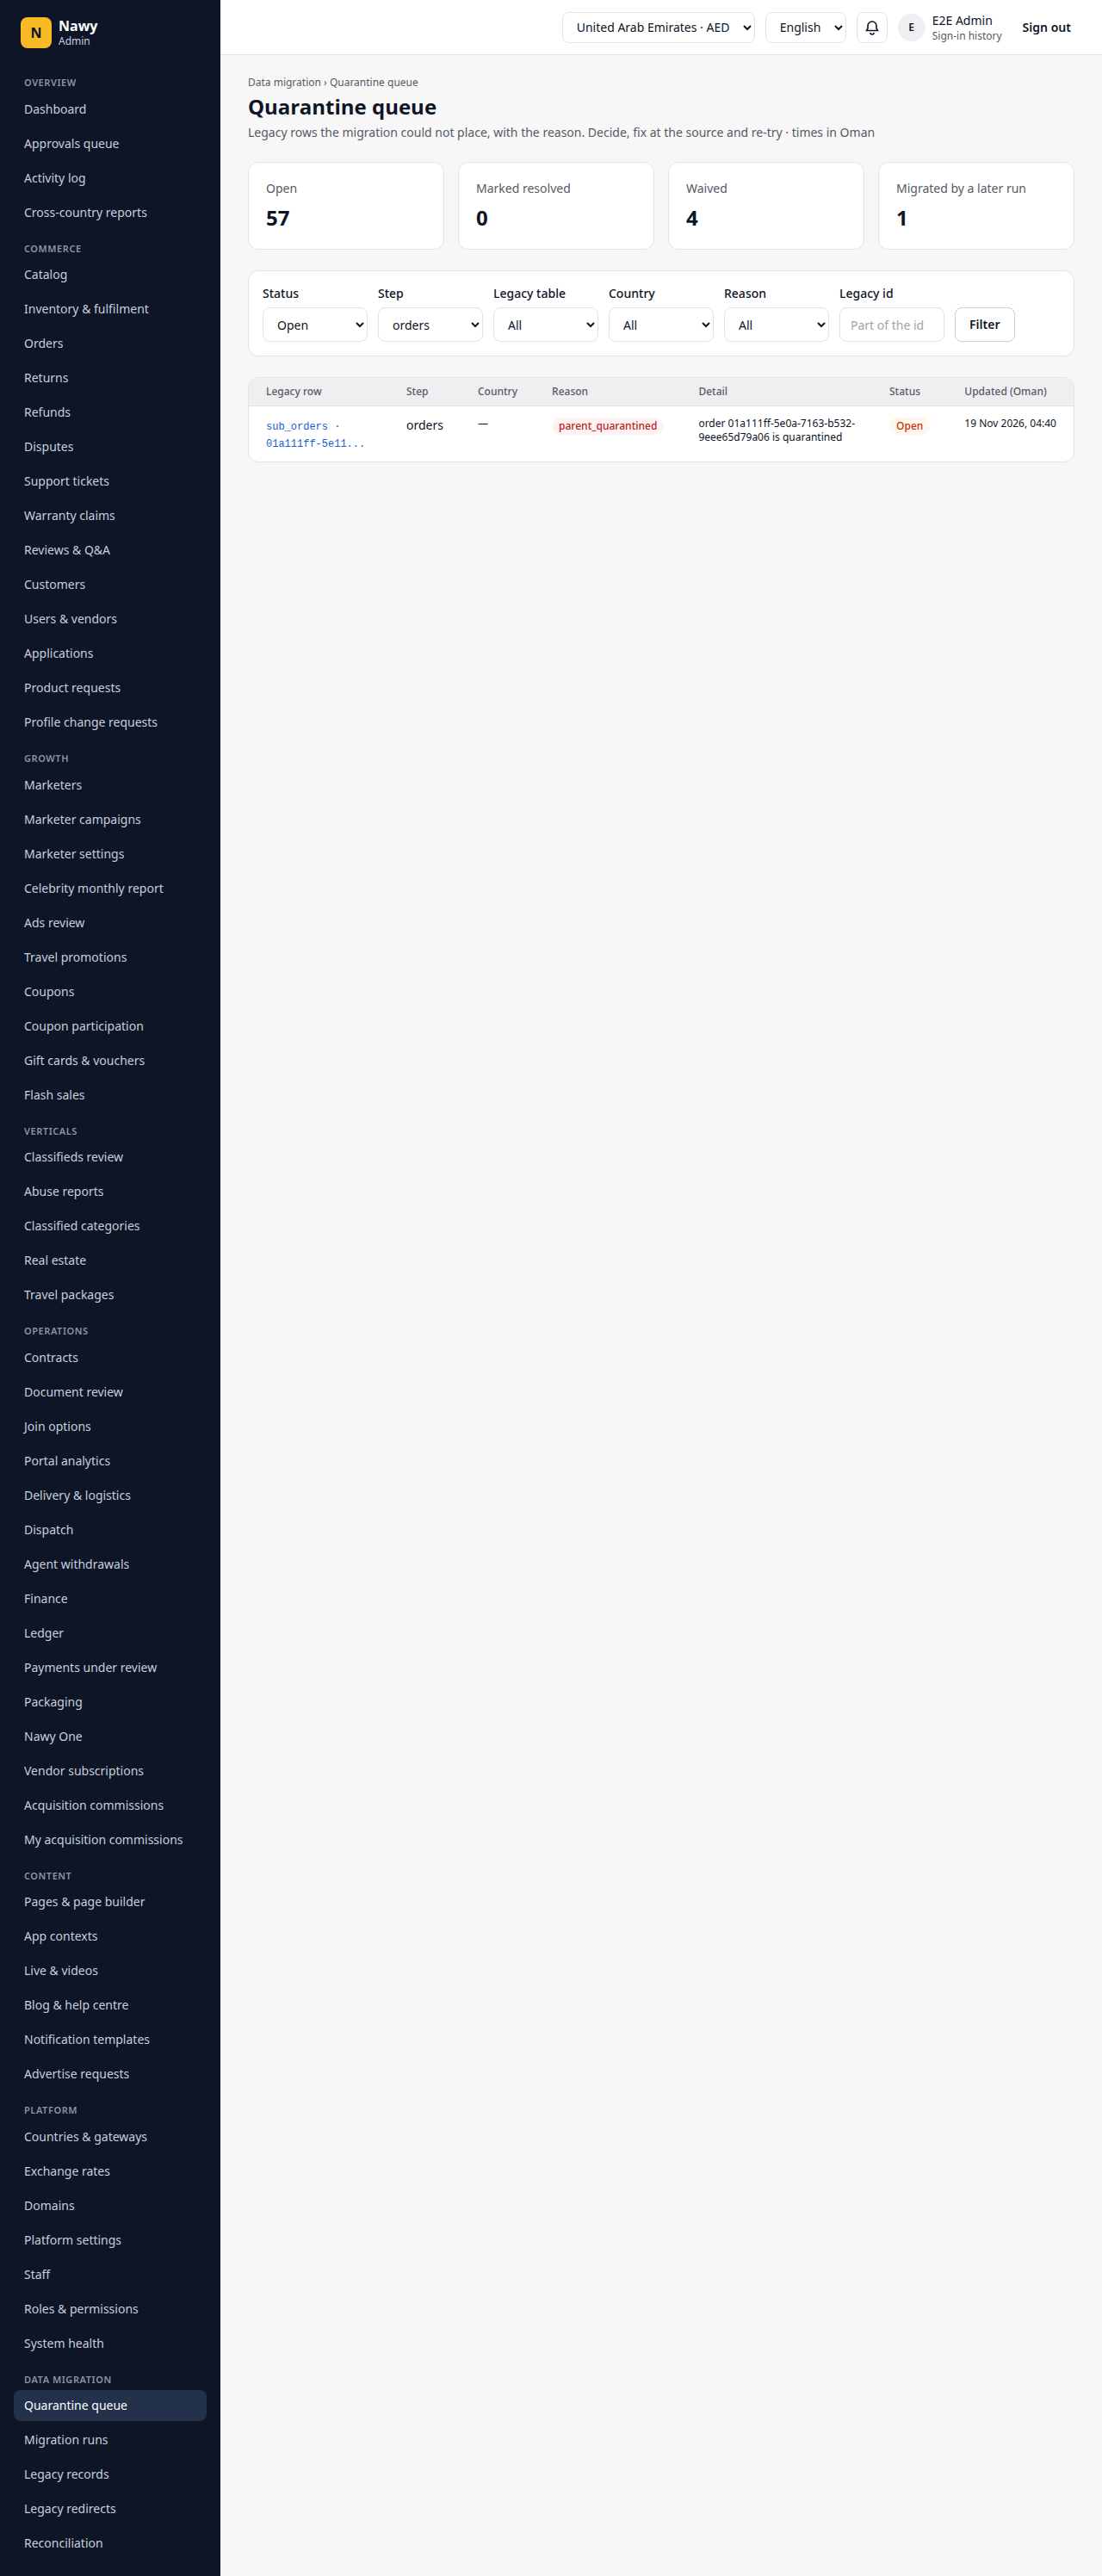 N
Nawy
Admin
OVERVIEW
Dashboard
Approvals queue
Activity log
Cross-country reports
COMMERCE
Catalog
Inventory & fulfilment
Orders
Returns
Refunds
Disputes
Support tickets
Warranty claims
Reviews & Q&A
Customers
Users & vendors
Applications
Product requests
Profile change requests
GROWTH
Marketers
Marketer campaigns
Marketer settings
Celebrity monthly report
Ads review
Travel promotions
Coupons
Coupon participation
Gift cards & vouchers
Flash sales
VERTICALS
Classifieds review
Abuse reports
Classified categories
Real estate
Travel packages
OPERATIONS
Contracts
Document review
Join options
Portal analytics
Delivery & logistics
Dispatch
Agent withdrawals
Finance
Ledger
Payments under review
Packaging
Nawy One
Vendor subscriptions
Acquisition commissions
My acquisition commissions
CONTENT
Pages & page builder
App contexts
Live & videos
Blog & help centre
Notification templates
Advertise requests
PLATFORM
Countries & gateways
Exchange rates
Domains
Platform settings
Staff
Roles & permissions
System health
DATA MIGRATION
Quarantine queue
Migration runs
Legacy records
Legacy redirects
Reconciliation
United Arab Emirates · AED
English
E
E2E Admin
Sign-in history
Sign out
Data migration › Quarantine queue
Quarantine queue
Legacy rows the migration could not place, with the reason. Decide, fix at the source and re-try · times in Oman
Open
57
Marked resolved
0
Waived
4
Migrated by a later run
1
Status
Open
Step
orders
Legacy table
All
Country
All
Reason
All
Legacy id
Part of the id
Filter
Legacy row Step Country Reason Detail Status Updated (Oman)
sub_orders ·
01a111ff-5e11...
orders
—
parent_quarantined
order 01a111ff-5e0a-7163-b532-
9eee65d79a06 is quarantined
Open
19 Nov 2026, 04:40